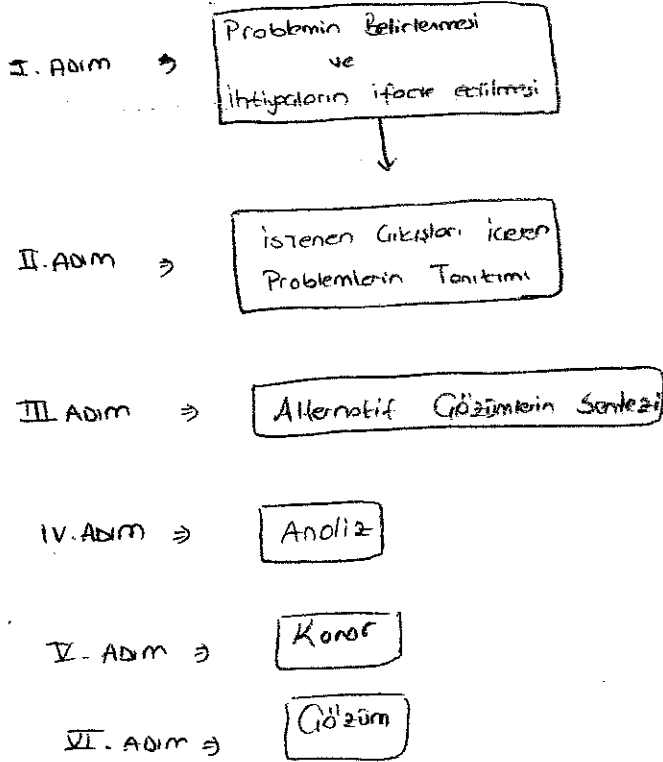 I. ADIM ⇒ Problemin Belirlenmesi
ve
İhtiyaçların ifade edilmesi
II. ADIM ⇒ İstenen Çıkışları içeren
Problemlerin Tanıtımı
III. ADIM ⇒ Alternatif Çözümlerin Sentezi
IV. ADIM ⇒ Analiz
V. ADIM ⇒ Karar
VI. ADIM ⇒ Çözüm